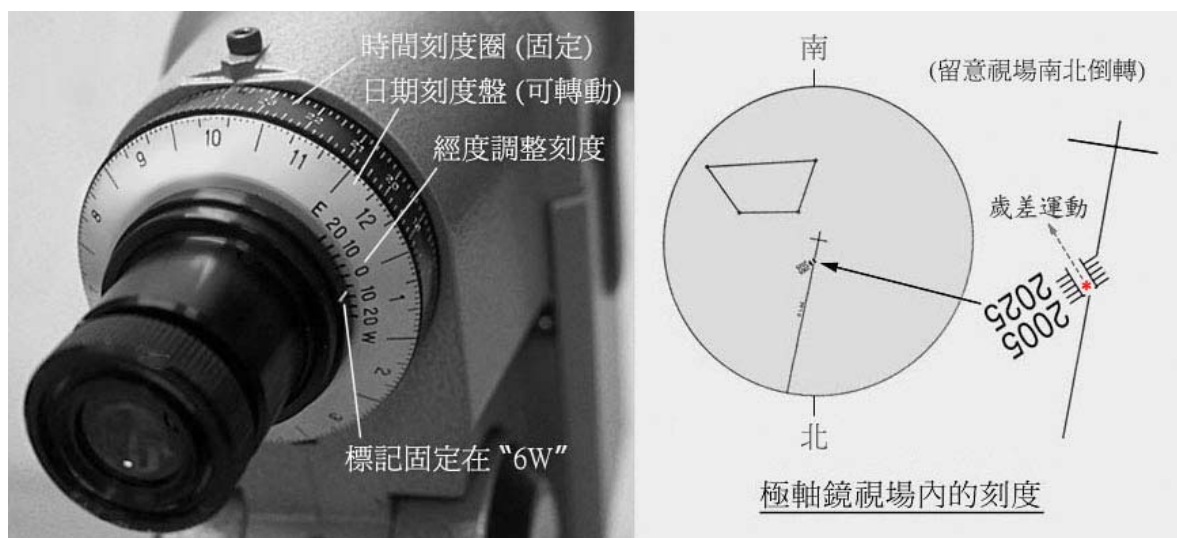 時間刻度圈 (固定)
日期刻度盤 (可轉動)
經度調整刻度
8 9 10 11 12 1 2 3
E 20 10 0 10 20 W
標記固定在 “6W”
南
(留意視場南北倒轉)
歲差運動
2025
2005
北
極軸鏡視場內的刻度